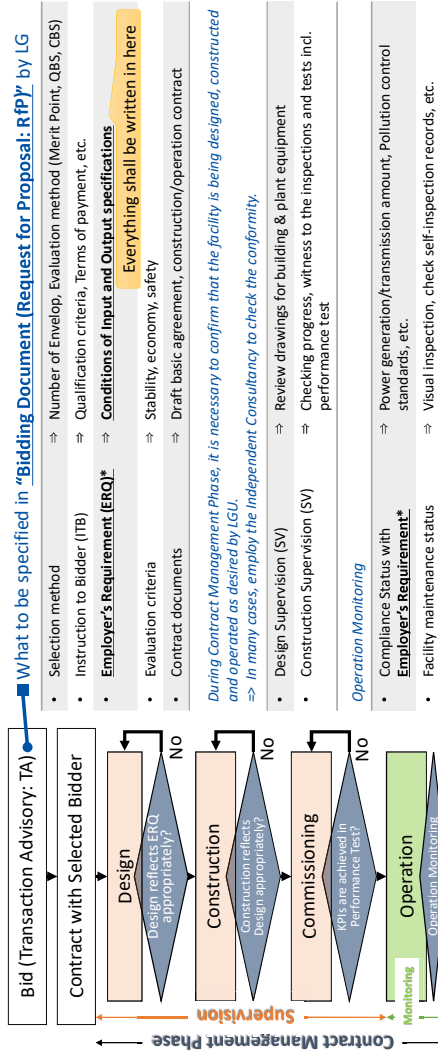 What to be specified in "Bidding Document (Request for Proposal: RfP)" by LG
Bid (Transaction Advisory: TA)
Contract with Selected Bidder
Design
Design reflects ERQ
appropriately?
No
Construction
Construction reflects
Design appropriately?
No
Commissioning
KPIs are achieved in
Performance Test?
No
Operation
Operation Monitoring
Supervision
Monitoring
Contract Management Phase
• Selection method ⇒ Number of Envelop, Evaluation method (Merit Point, QBS, CBS)
• Instruction to Bidder (ITB) ⇒ Qualification criteria, Terms of payment, etc.
• Employer's Requirement (ERQ)* ⇒ Conditions of Input and Output specifications
Everything shall be written in here
• Evaluation criteria ⇒ Stability, economy, safety
• Contract documents ⇒ Draft basic agreement, construction/operation contract
During Contract Management Phase, it is necessary to confirm that the facility is being designed, constructed
and operated as desired by LGU.
=> In many cases, employ the Independent Consultancy to check the conformity.
• Design Supervision (SV) ⇒ Review drawings for building & plant equipment
• Construction Supervision (SV) ⇒ Checking progress, witness to the inspections and tests incl.
performance test
Operation Monitoring
• Compliance Status with ⇒ Power generation/transmission amount, Pollution control
Employer's Requirement* standards, etc.
• Facility maintenance status ⇒ Visual inspection, check self-inspection records, etc.